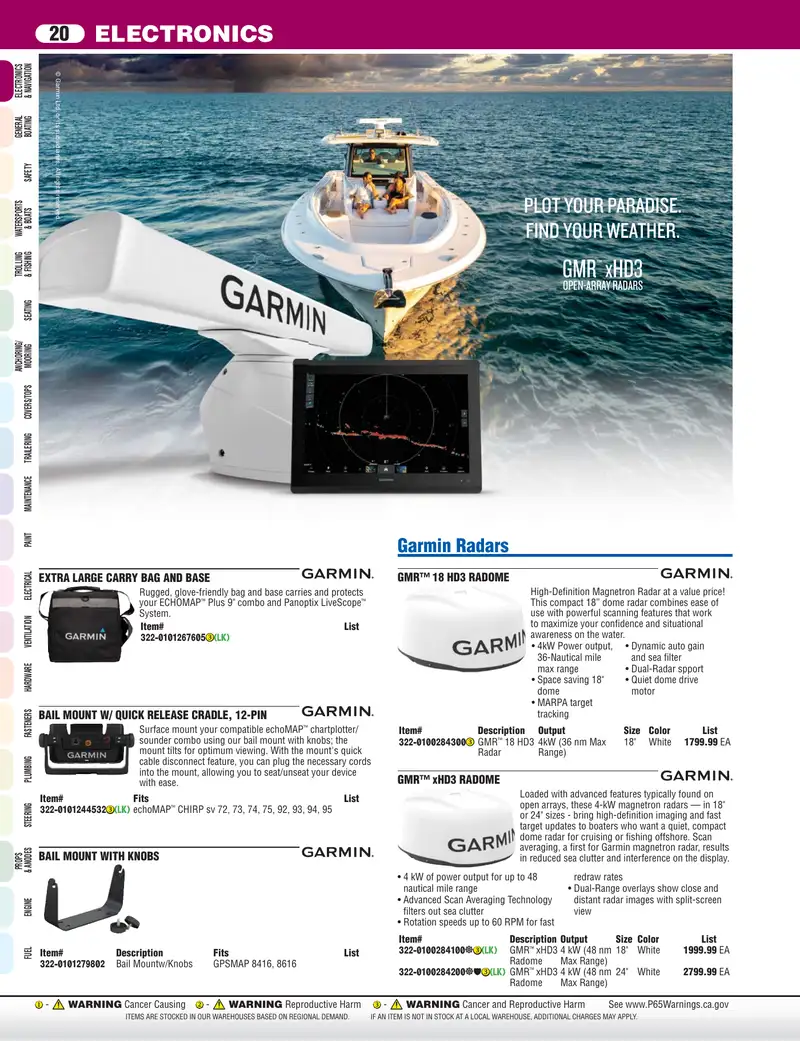 20 ELECTRONICS
ELECTRONICS
& NAVIGATION
GENERAL
BOATING
SAFETY
WATERSPORTS
& BOATS
TROLLING
& FISHING
SEATING
ANCHORING/
MOORING
COVERS/TOPS
TRAILERING
MAINTENANCE
PAINT
ELECTRICAL
VENTILATION
HARDWARE
FASTENERS
PLUMBING
STEERING
PROPS
& ANODES
ENGINE
FUEL
PLOT YOUR PARADISE.
FIND YOUR WEATHER.
GMR xHD3
OPEN-ARRAY RADARS
GARMIN
EXTRA LARGE CARRY BAG AND BASE GARMIN.
GARMIN
Rugged, glove-friendly bag and base carries and protects
your ECHOMAP™ Plus 9" combo and Panoptix LiveScope™
System.
Item# List
322-0101267605 3 (LK)
BAIL MOUNT W/ QUICK RELEASE CRADLE, 12-PIN GARMIN.
GARMIN
Surface mount your compatible echoMAP™ chartplotter/
sounder combo using our bail mount with knobs; the
mount tilts for optimum viewing. With the mount's quick
cable disconnect feature, you can plug the necessary cords
into the mount, allowing you to seat/unseat your device
with ease.
Item# Fits List
322-0101244532 3 (LK) echoMAP™ CHIRP sv 72, 73, 74, 75, 92, 93, 94, 95
BAIL MOUNT WITH KNOBS GARMIN.
Item# Description Fits List
322-0101279802 Bail Mountw/Knobs GPSMAP 8416, 8616
Garmin Radars
GMR™ 18 HD3 RADOME GARMIN.
GARMIN
High-Definition Magnetron Radar at a value price!
This compact 18" dome radar combines ease of
use with powerful scanning features that work
to maximize your confidence and situational
awareness on the water.
• 4kW Power output,
36-Nautical mile
max range
• Space saving 18"
dome
• MARPA target
tracking
• Dynamic auto gain
and sea filter
• Dual-Radar spport
• Quiet dome drive
motor
Item# Description Output Size Color List
322-0100284300 3 GMR™ 18 HD3 4kW (36 nm Max 18" White 1799.99 EA
Radar Range)
GMR™ xHD3 RADOME GARMIN.
GARMIN
Loaded with advanced features typically found on
open arrays, these 4-kW magnetron radars — in 18"
or 24" sizes - bring high-definition imaging and fast
target updates to boaters who want a quiet, compact
dome radar for cruising or fishing offshore. Scan
averaging, a first for Garmin magnetron radar, results
in reduced sea clutter and interference on the display.
• 4 kW of power output for up to 48
nautical mile range
• Advanced Scan Averaging Technology
filters out sea clutter
• Rotation speeds up to 60 RPM for fast
redraw rates
• Dual-Range overlays show close and
distant radar images with split-screen
view
Item# Description Output Size Color List
322-0100284100 3 (LK) GMR™ xHD3 4 kW (48 nm 18" White 1999.99 EA
Radome Max Range)
322-0100284200 3 (LK) GMR™ xHD3 4 kW (48 nm 24" White 2799.99 EA
Radome Max Range)
1 - WARNING Cancer Causing 2 - WARNING Reproductive Harm 3 - WARNING Cancer and Reproductive Harm See www.P65Warnings.ca.gov
ITEMS ARE STOCKED IN OUR WAREHOUSES BASED ON REGIONAL DEMAND. IF AN ITEM IS NOT IN STOCK AT A LOCAL WAREHOUSE, ADDITIONAL CHARGES MAY APPLY.